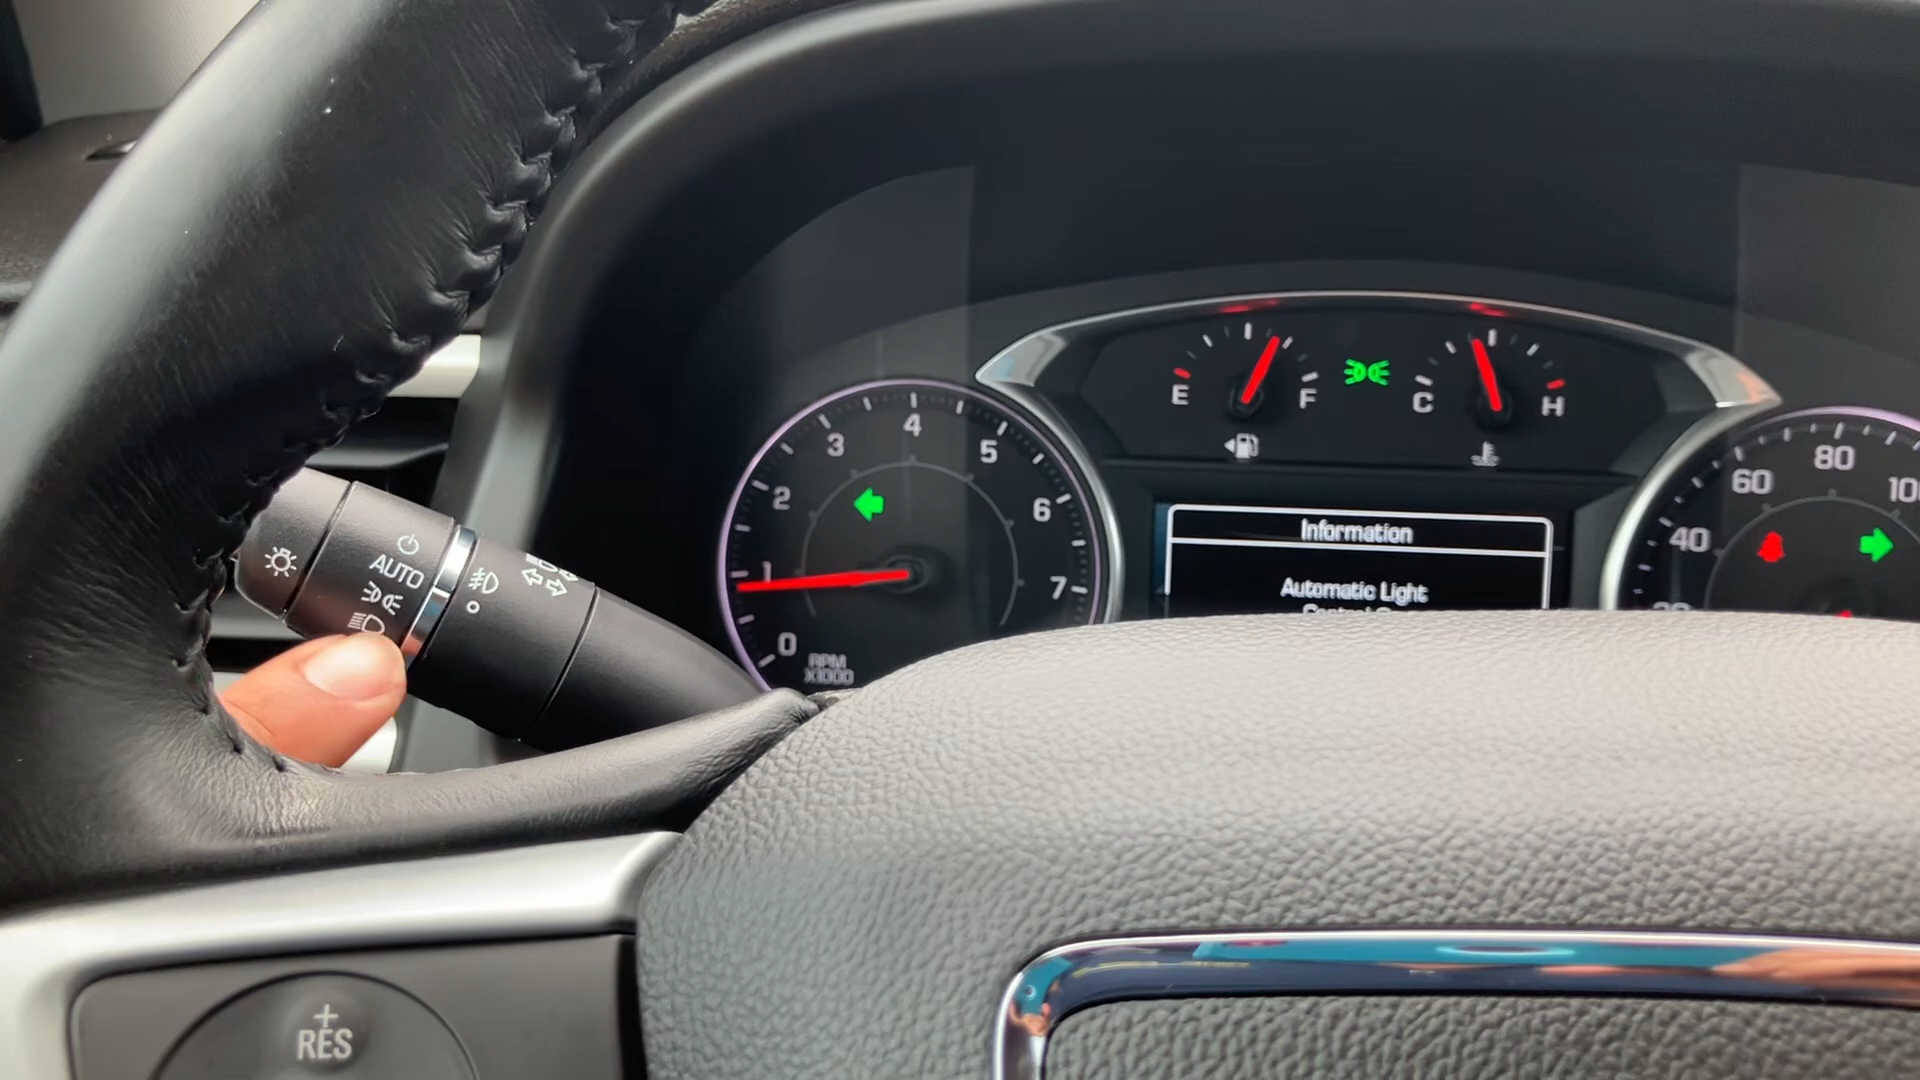 AUTO
0
1
2
3
4
5
6
7
RPM
X1000
E
F
C
H
Information
Automatic Light
40
60
80
+
RES